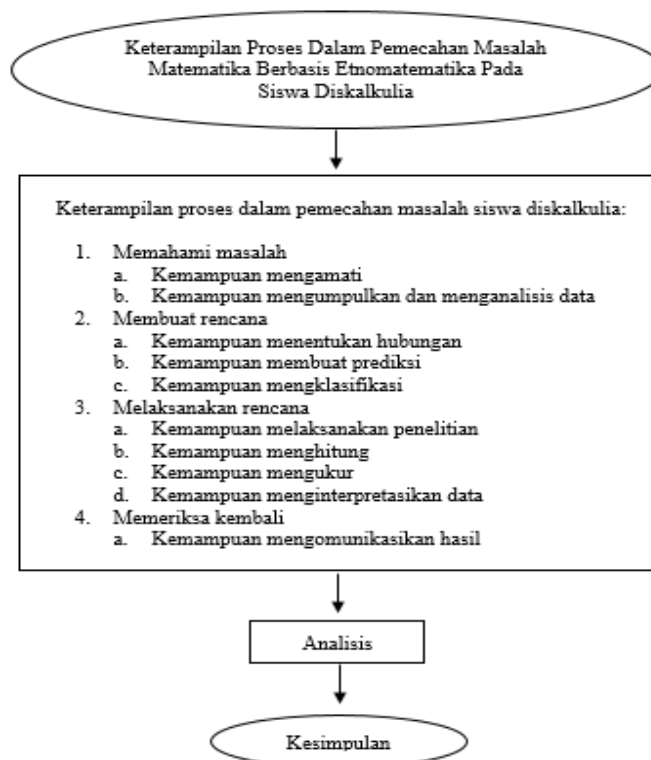 Keterampilan Proses Dalam Pemecahan Masalah
Matematika Berbasis Etnomatematika Pada
Siswa Diskalkulia
Keterampilan proses dalam pemecahan masalah siswa diskalkulia:
1. Memahami masalah
a. Kemampuan mengamati
b. Kemampuan mengumpulkan dan menganalisis data
2. Membuat rencana
a. Kemampuan menentukan hubungan
b. Kemampuan membuat prediksi
c. Kemampuan mengklasifikasi
3. Melaksanakan rencana
a. Kemampuan melaksanakan penelitian
b. Kemampuan menghitung
c. Kemampuan mengukur
d. Kemampuan menginterpretasikan data
4. Memeriksa kembali
a. Kemampuan mengomunikasikan hasil
Analisis
Kesimpulan